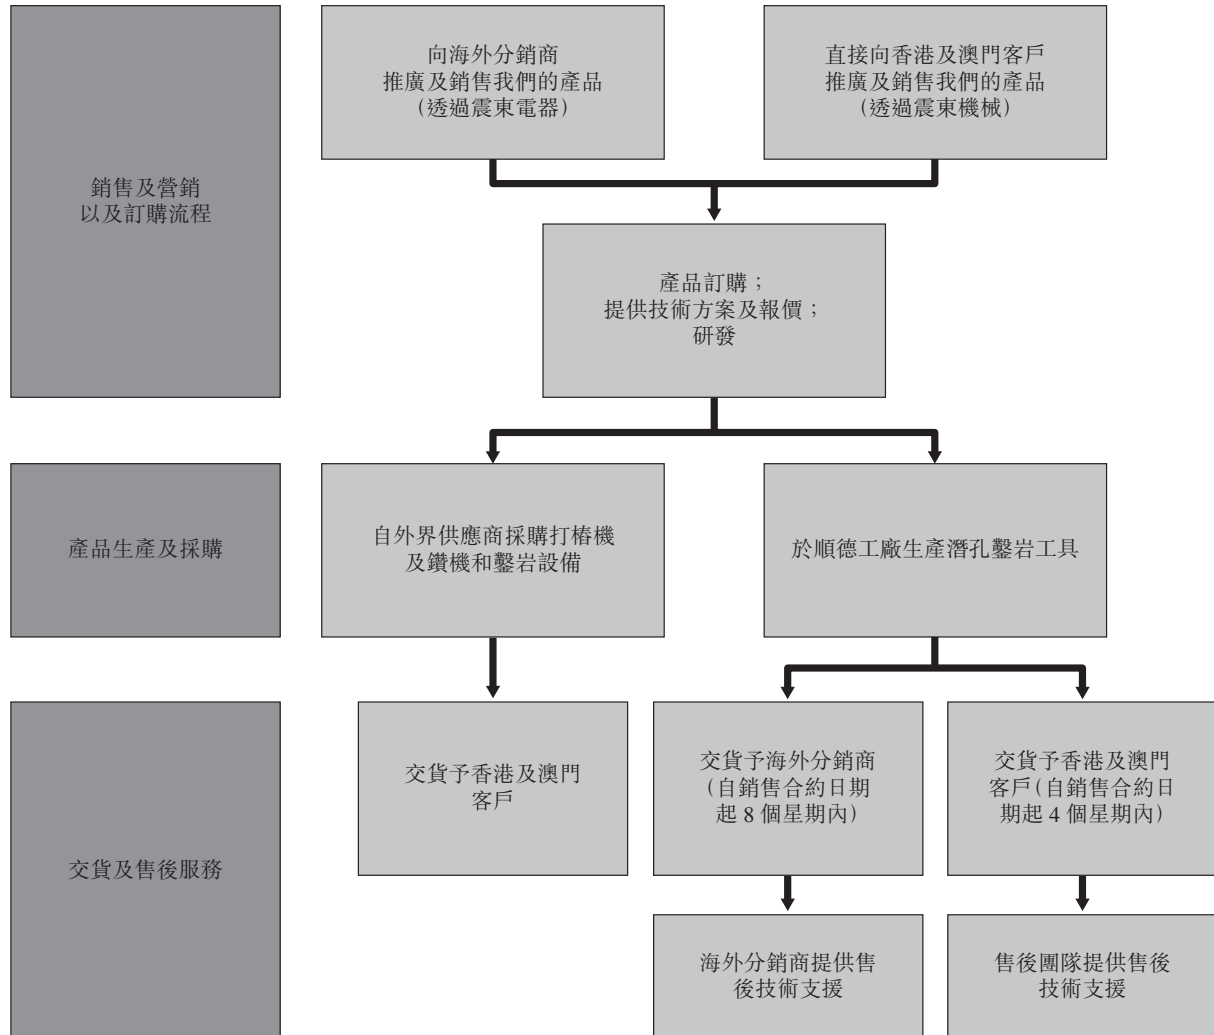 向海外分銷商
推廣及銷售我們的產品
（透過震東電器）
直接向香港及澳門客戶
推廣及銷售我們的產品
（透過震東機械）
銷售及營銷
以及訂購流程
產品訂購；
提供技術方案及報價；
研發
產品生產及採購
自外界供應商採購打樁機
及鑽機和鑿岩設備
於順德工廠生產潛孔鑿岩工具
交貨及售後服務
交貨予香港及澳門
客戶
交貨予海外分銷商
（自銷售合約日期
起 8 個星期內）
交貨予香港及澳門
客戶（自銷售合約日
期起 4 個星期內）
海外分銷商提供售
後技術支援
售後團隊提供售後
技術支援